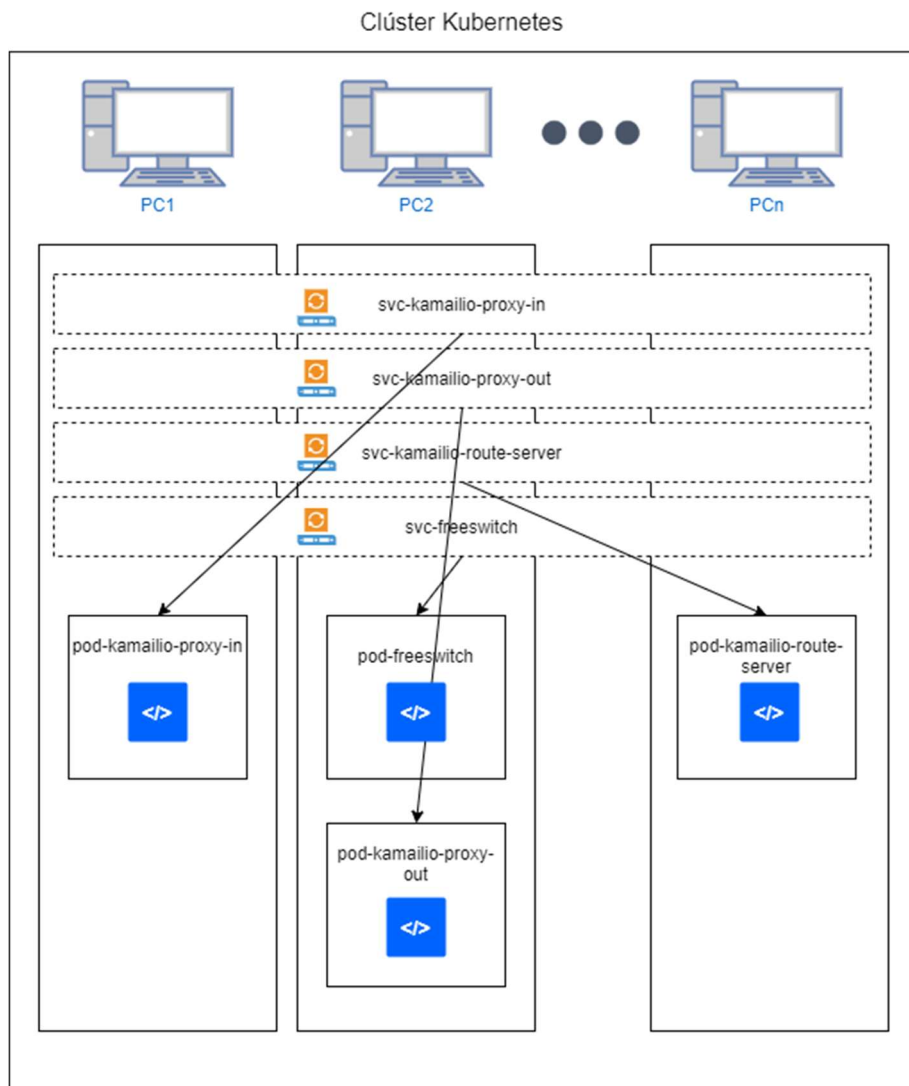 Clúster Kubernetes
PC1
PC2
PCn
svc-kamailio-proxy-in
svc-kamailio-proxy-out
svc-kamailio-route-server
svc-freeswitch
pod-kamailio-proxy-in
</>
pod-freeswitch
</>
pod-kamailio-route-
server
</>
pod-kamailio-proxy-
out
</>